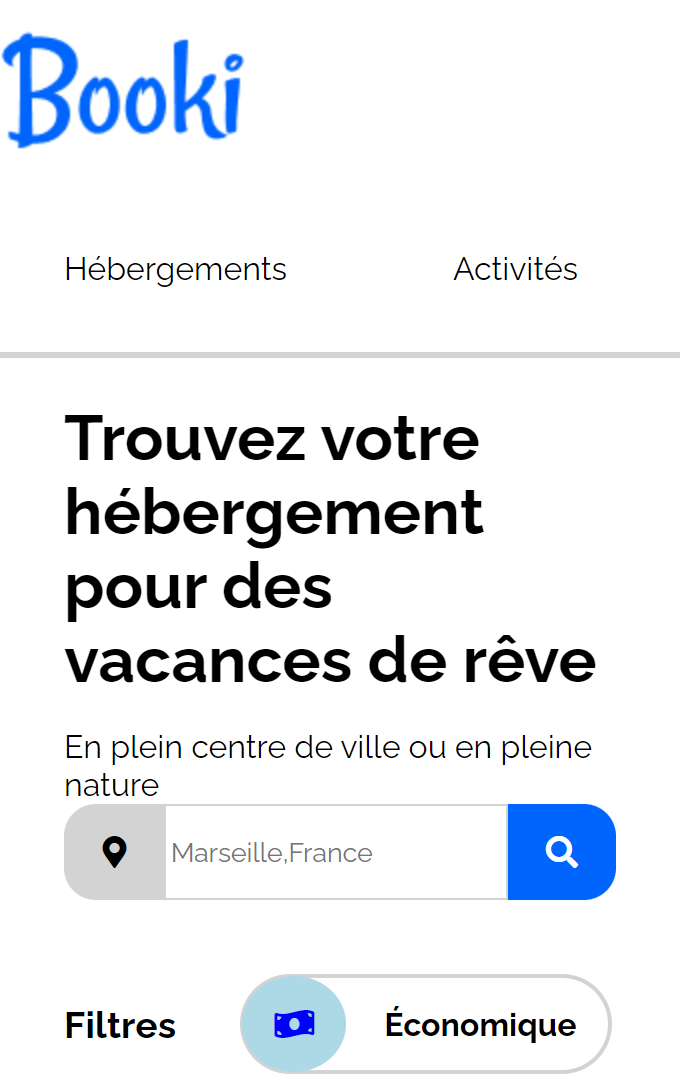 Booki
Hébergements Activités
Trouvez votre
hébergement
pour des
vacances de rêve
En plein centre de ville ou en pleine
nature
Marseille,France
Filtres Économique